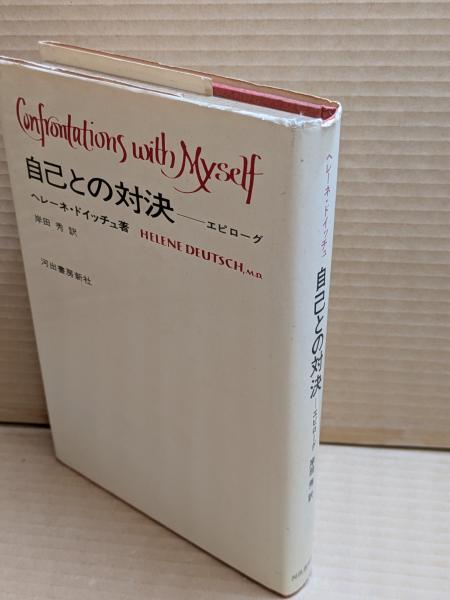 Confrontations with Myself
自己との対決——エピローグ
ヘレーネ・ドイッチュ著
HELENE DEUTSCH, M.D.
岸田 秀 訳
河出書房新社
ヘレーネ・ドイッチュ
自己との対決——エピローグ
岸田 秀 訳